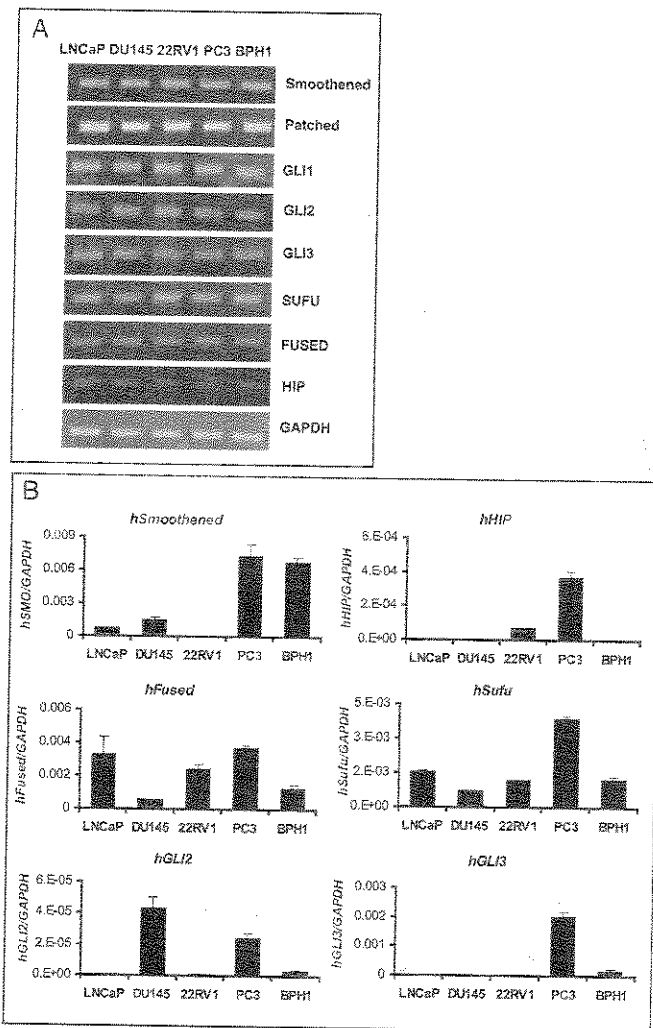 A
LNCaP DU145 22RV1 PC3 BPH1
Smoothened
Patched
GLI1
GLI2
GLI3
SUFU
FUSED
HIP
GAPDH
B
hSmoothened
hSMO/GAPDH
0.009
0.006
0.003
0
LNCaP DU145 22RV1 PC3 BPH1
hHIP
hHIP/GAPDH
6.E-04
4.E-04
2.E-04
0.E+00
LNCaP DU145 22RV1 PC3 BPH1
hFused
hFused/GAPDH
0.006
0.004
0.002
0
LNCaP DU145 22RV1 PC3 BPH1
hSufu
hSufu/GAPDH
5.E-03
3.E-03
2.E-03
0.E+00
LNCaP DU145 22RV1 PC3 BPH1
hGLI2
hGLI2/GAPDH
6.E-05
4.E-05
2.E-05
0.E+00
LNCaP DU145 22RV1 PC3 BPH1
hGLI3
hGLI3/GAPDH
0.003
0.002
0.001
0
LNCaP DU145 22RV1 PC3 BPH1